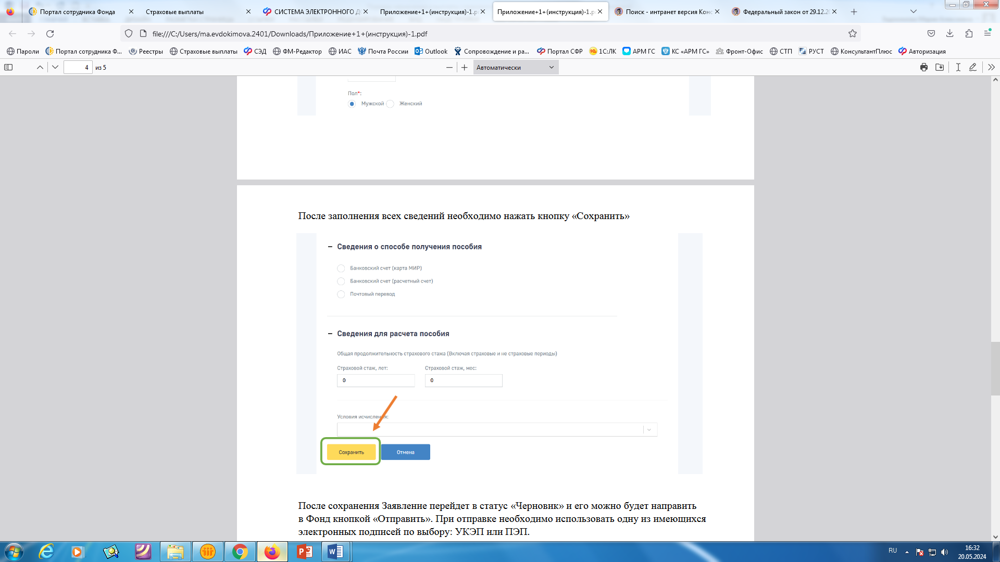 Портал сотрудника Фонда
Страховые выплаты
СИСТЕМА ЭЛЕКТРОННОГО Д
Приложение+1+(инструкция)-1.p
Приложение+1+(инструкция)-1.p
Поиск - интранет версия Конс
Федеральный закон от 29.12.20
file:///C:/Users/ma.evdokimova.2401/Downloads/Приложение+1+(инструкция)-1.pdf
Пароли
Портал сотрудника Ф...
Реестры
Страховые выплаты
СЭД
ФМ-Редактор
ИАС
Почта России
Outlook
Сопровождение и ра...
Портал СФР
1С:ЛК
АРМ ГС
КС «АРМ ГС»
Фронт-Офис
СТП
РУСТ
КонсультантПлюс
Авторизация
4 из 5
Автоматически
Пол*:
Мужской Женский
После заполнения всех сведений необходимо нажать кнопку «Сохранить»
– Сведения о способе получения пособия
Банковский счет (карта МИР)
Банковский счет (расчетный счет)
Почтовый перевод
– Сведения для расчета пособия
Общая продолжительность страхового стажа (Включая страховые и не страховые периоды)
Страховой стаж, лет: Страховой стаж, мес:
0 0
Условия исчисления:
Сохранить Отмена
После сохранения Заявление перейдет в статус «Черновик» и его можно будет направить
в Фонд кнопкой «Отправить». При отправке необходимо использовать одну из имеющихся
электронных подписей по выбору: УКЭП или ПЭП.
RU
16:32
20.05.2024